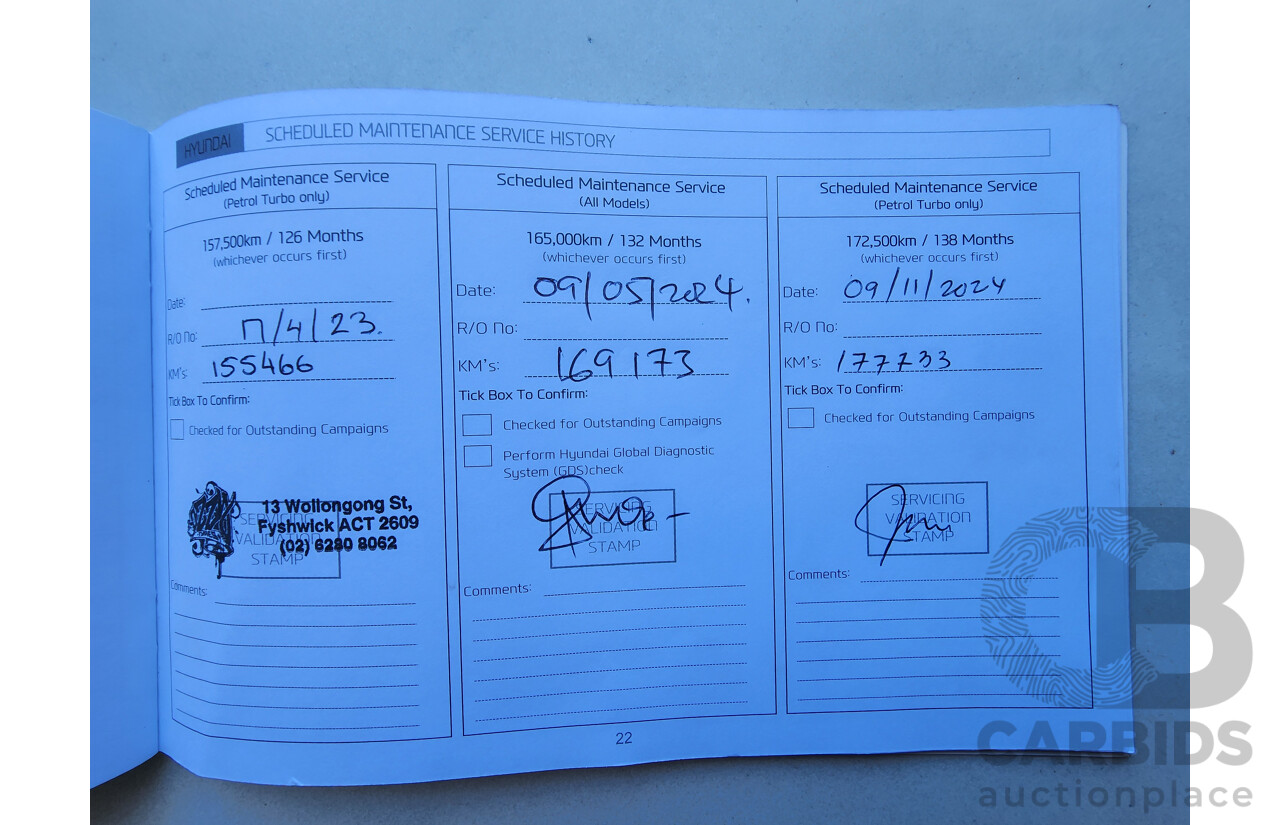 HYUNDAI
SCHEDULED MAINTENANCE SERVICE HISTORY
Scheduled Maintenance Service
(Petrol Turbo only)
157,500km / 126 Months
(whichever occurs first)
Date:
R/O No: 17/4/23.
KM's: 155466
Tick Box To Confirm:
Checked for Outstanding Campaigns
13 Wollongong St,
Fyshwick ACT 2609
(02) 6280 8062
SERVICING
VALIDATION
STAMP
Comments:
Scheduled Maintenance Service
(All Models)
165,000km / 132 Months
(whichever occurs first)
Date: 09/05/2024.
R/O No:
KM's: 169173
Tick Box To Confirm:
Checked for Outstanding Campaigns
Perform Hyundai Global Diagnostic
System (GDS)check
SERVICING
VALIDATION
STAMP
Comments:
Scheduled Maintenance Service
(Petrol Turbo only)
172,500km / 138 Months
(whichever occurs first)
Date: 09/11/2024
R/O No:
KM's: 177733
Tick Box To Confirm:
Checked for Outstanding Campaigns
SERVICING
VALIDATION
STAMP
Comments:
22
CARBIDS
auctionplace